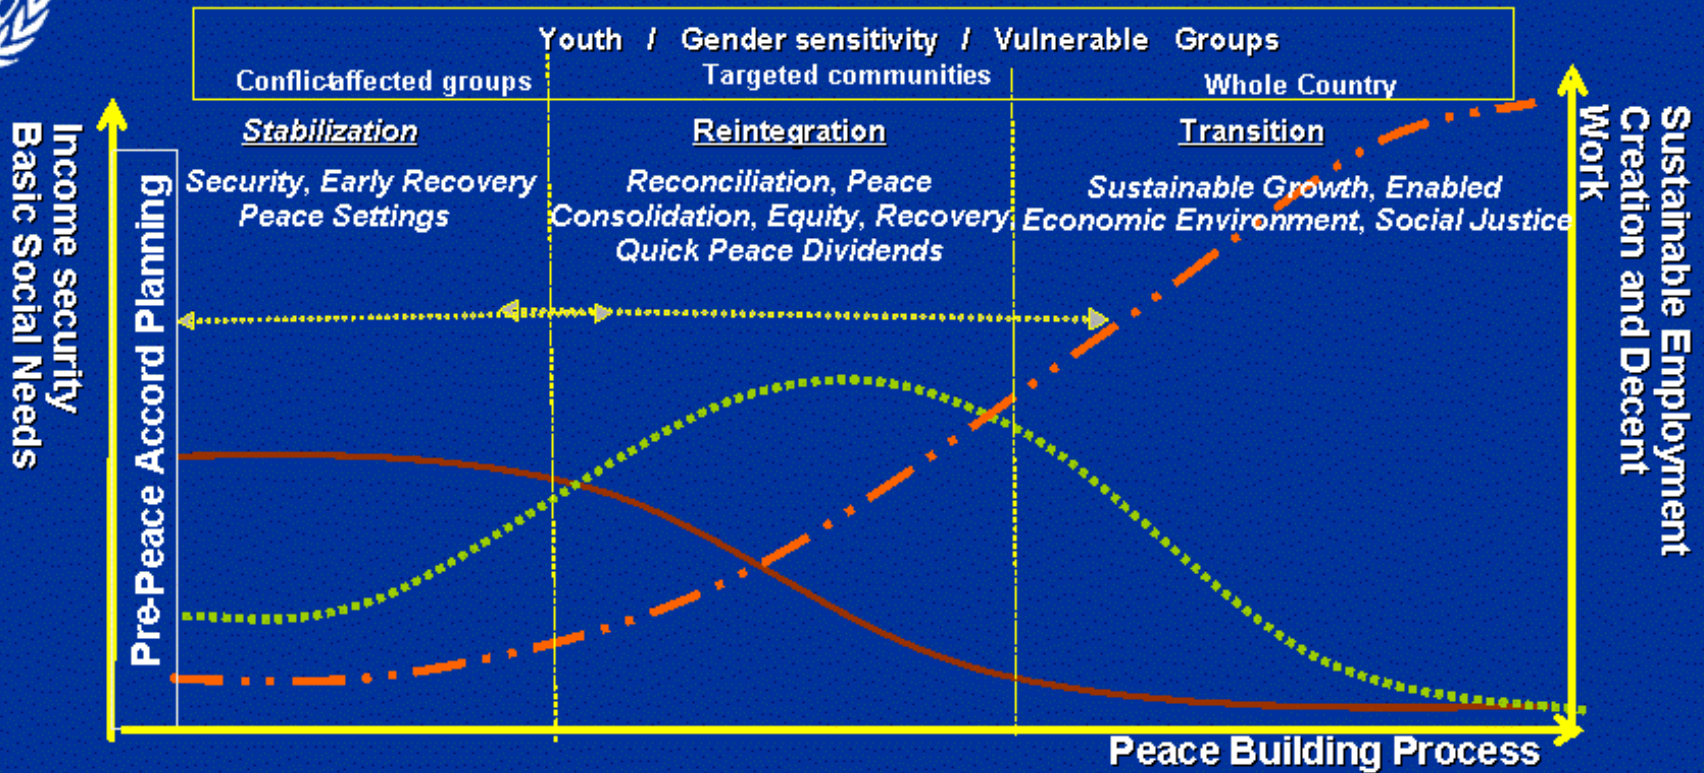 Youth / Gender sensitivity / Vulnerable Groups
Conflict-affected groups
Targeted communities
Whole Country
Stabilization
Reintegration
Transition
Security, Early Recovery
Peace Settings
Reconciliation, Peace
Consolidation, Equity, Recovery
Quick Peace Dividends
Sustainable Growth, Enabled
Economic Environment, Social Justice
Income security
Basic Social Needs
Pre-Peace Accord Planning
Sustainable Employment
Creation and Decent
Work
Peace Building Process